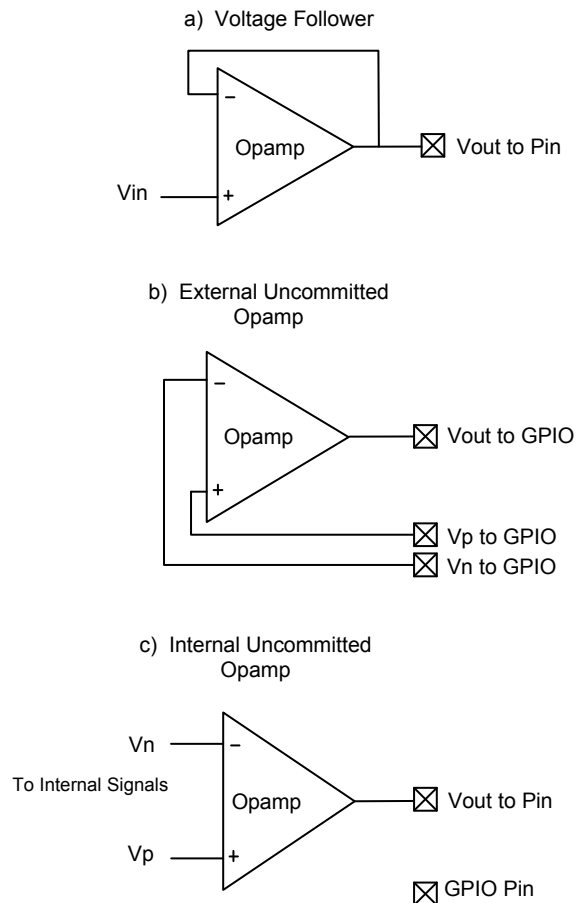 a) Voltage Follower
−
Opamp
Vout to Pin
Vin
+
b) External Uncommitted
Opamp
−
Opamp
Vout to GPIO
+
Vp to GPIO
Vn to GPIO
c) Internal Uncommitted
Opamp
Vn
−
To Internal Signals
Opamp
Vout to Pin
Vp
+
GPIO Pin